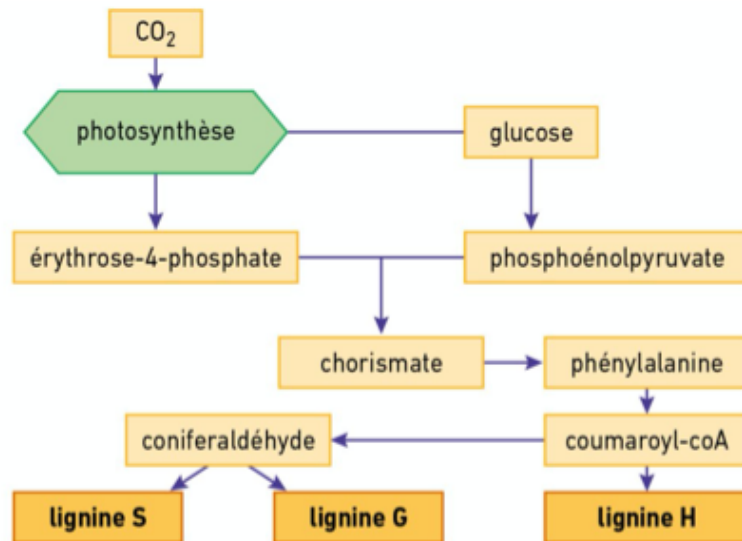 CO₂
photosynthèse
glucose
érythrose-4-phosphate
phosphoénolpyruvate
chorismate
phénylalanine
coniferaldéhyde
coumaroyl-coA
lignine S
lignine G
lignine H